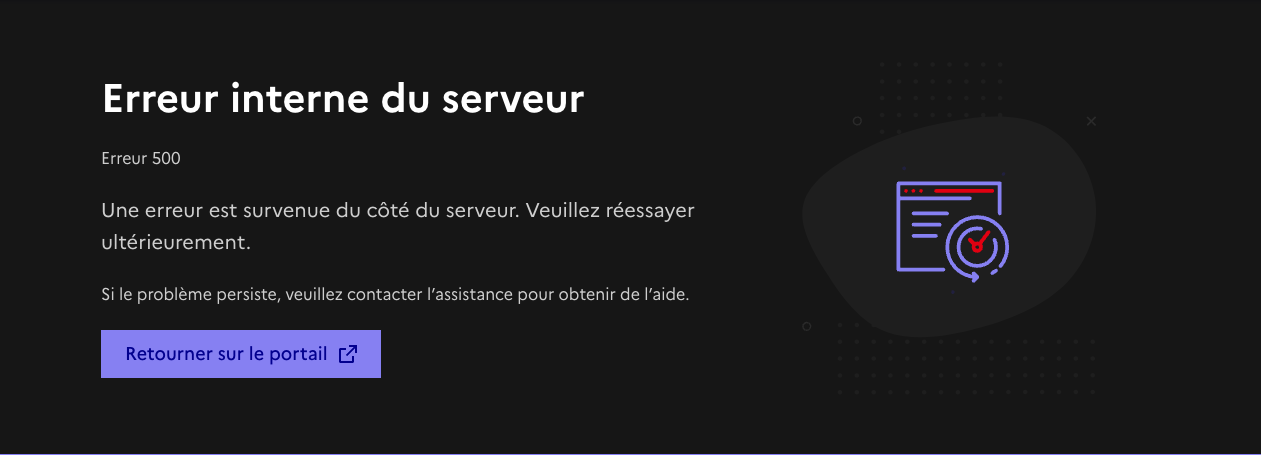 Erreur interne du serveur
Erreur 500
Une erreur est survenue du côté du serveur. Veuillez réessayer
ultérieurement.
Si le problème persiste, veuillez contacter l’assistance pour obtenir de l’aide.
Retourner sur le portail